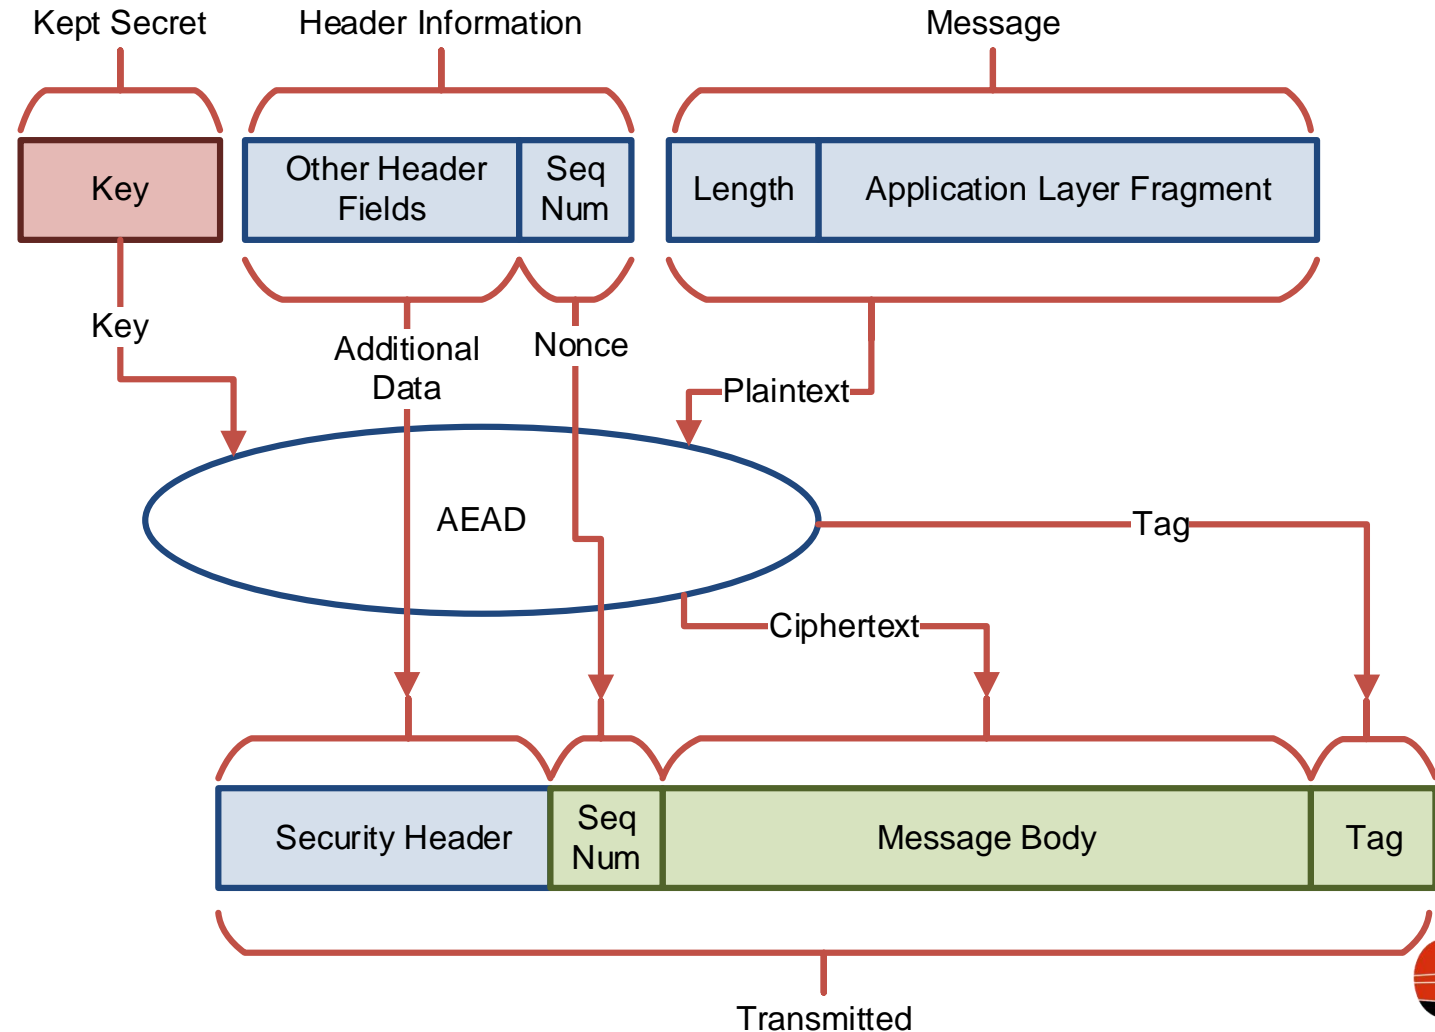 Kept Secret
Header Information
Message
Key
Other Header
Fields
Seq
Num
Length
Application Layer Fragment
Key
Additional
Data
Nonce
Plaintext
AEAD
Tag
Ciphertext
Security Header
Seq
Num
Message Body
Tag
Transmitted